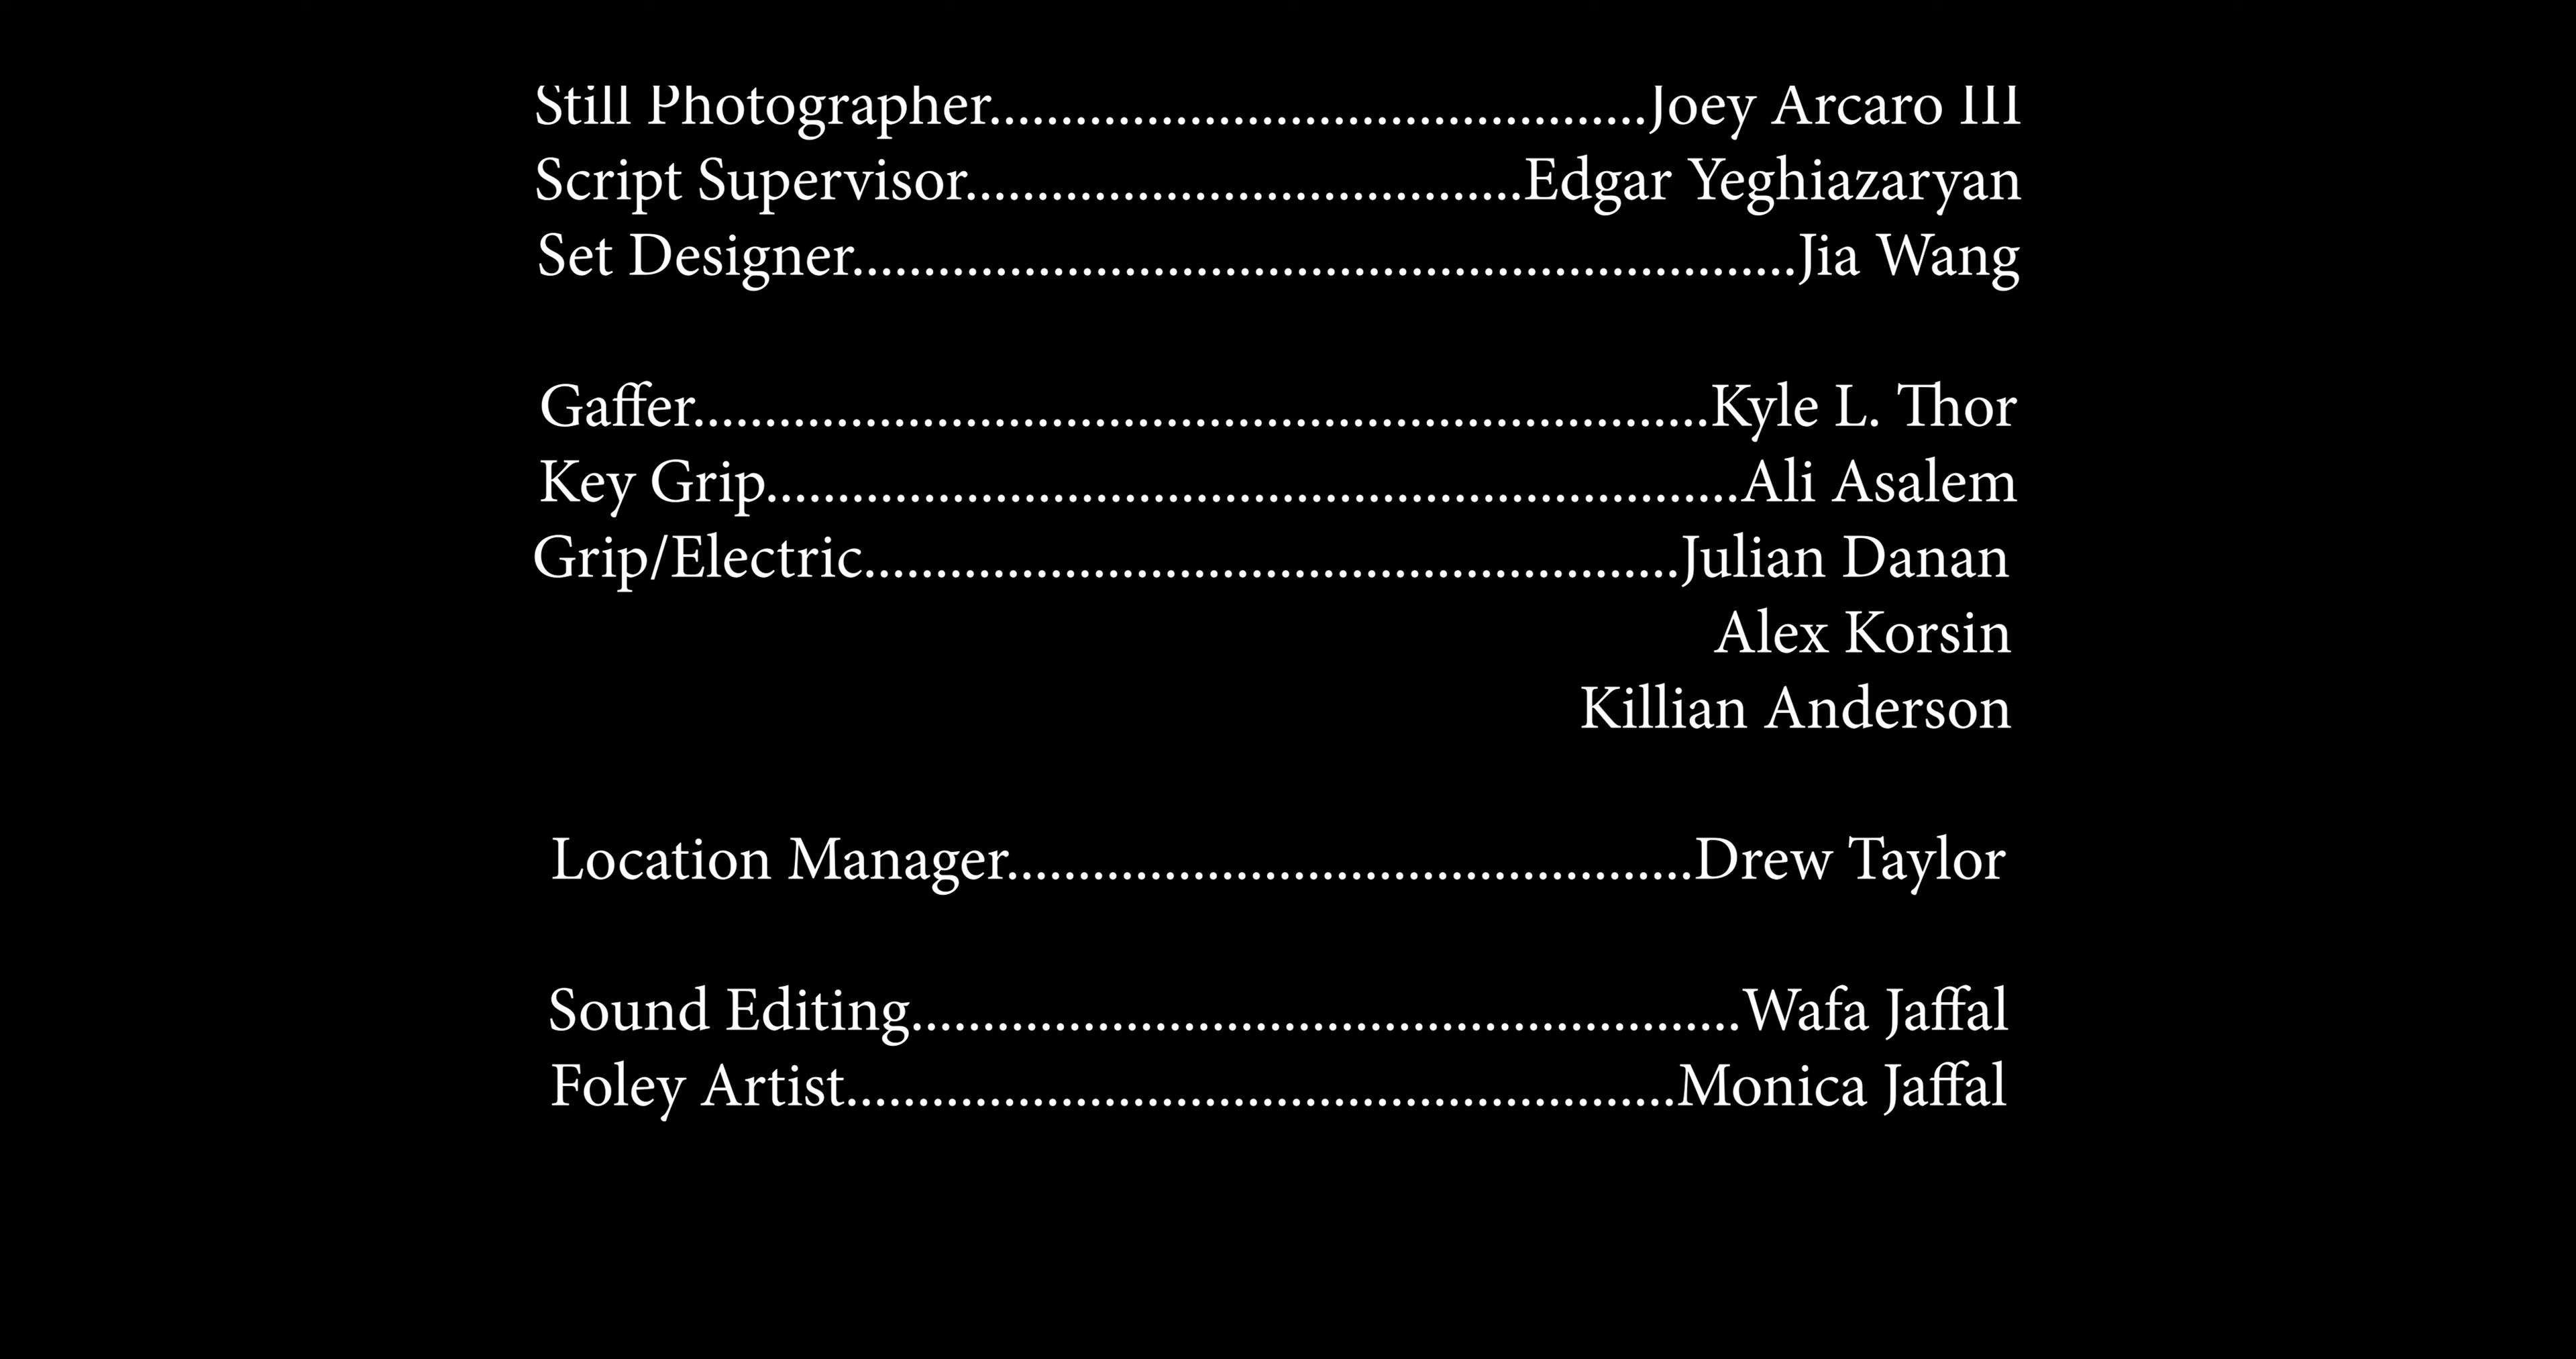 Still Photographer..............................................Joey Arcaro III
Script Supervisor.......................................Edgar Yeghiazaryan
Set Designer..................................................................Jia Wang
Gaffer.......................................................................Kyle L. Thor
Key Grip....................................................................Ali Asalem
Grip/Electric.........................................................Julian Danan
Alex Korsin
Killian Anderson
Location Manager................................................Drew Taylor
Sound Editing..........................................................Wafa Jaffal
Foley Artist..........................................................Monica Jaffal